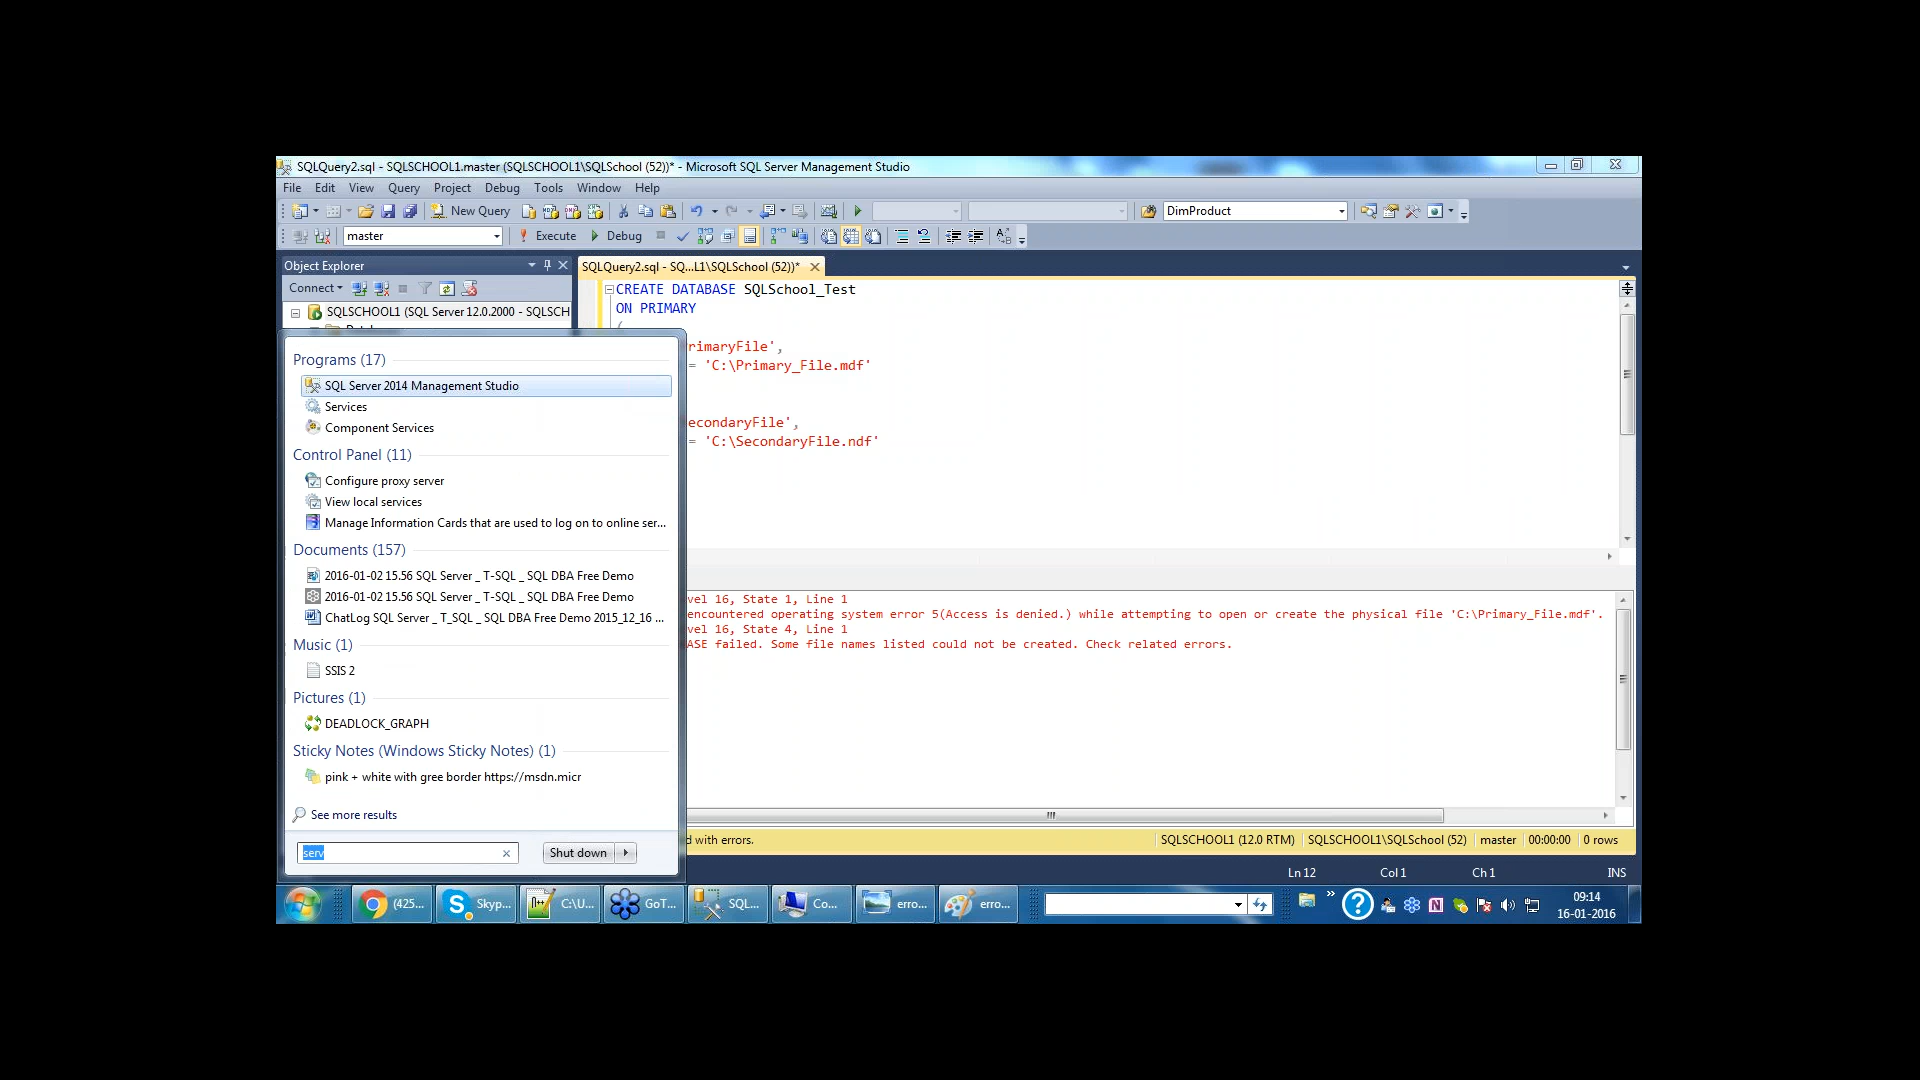 SQLQuery2.sql - SQLSCHOOL1.master (SQLSCHOOL1\SQLSchool (52))* - Microsoft SQL Server Management Studio
File Edit View Query Project Debug Tools Window Help
New Query DimProduct
master Execute Debug
Object Explorer
SQLQuery2.sql - SQ...L1\SQLSchool (52))*
Connect
SQLSCHOOL1 (SQL Server 12.0.2000 - SQLSCH
CREATE DATABASE SQLSchool_Test
ON PRIMARY
(
rimaryFile',
= 'C:\Primary_File.mdf'
econdaryFile',
= 'C:\SecondaryFile.ndf'
Programs (17)
SQL Server 2014 Management Studio
Services
Component Services
Control Panel (11)
Configure proxy server
View local services
Manage Information Cards that are used to log on to online ser...
Documents (157)
2016-01-02 15.56 SQL Server _ T-SQL _ SQL DBA Free Demo
2016-01-02 15.56 SQL Server _ T-SQL _ SQL DBA Free Demo
ChatLog SQL Server _ T_SQL _ SQL DBA Free Demo 2015_12_16 ...
Music (1)
SSIS 2
Pictures (1)
DEADLOCK_GRAPH
Sticky Notes (Windows Sticky Notes) (1)
pink + white with gree border https://msdn.micr
See more results
serv
Shut down
vel 16, State 1, Line 1
encountered operating system error 5(Access is denied.) while attempting to open or create the physical file 'C:\Primary_File.mdf'.
vel 16, State 4, Line 1
ASE failed. Some file names listed could not be created. Check related errors.
d with errors.
SQLSCHOOL1 (12.0 RTM) SQLSCHOOL1\SQLSchool (52) master 00:00:00 0 rows
Ln 12 Col 1 Ch 1 INS
(425... Skyp... C:\U... GoT... SQL... Co... erro... erro...
09:14
16-01-2016